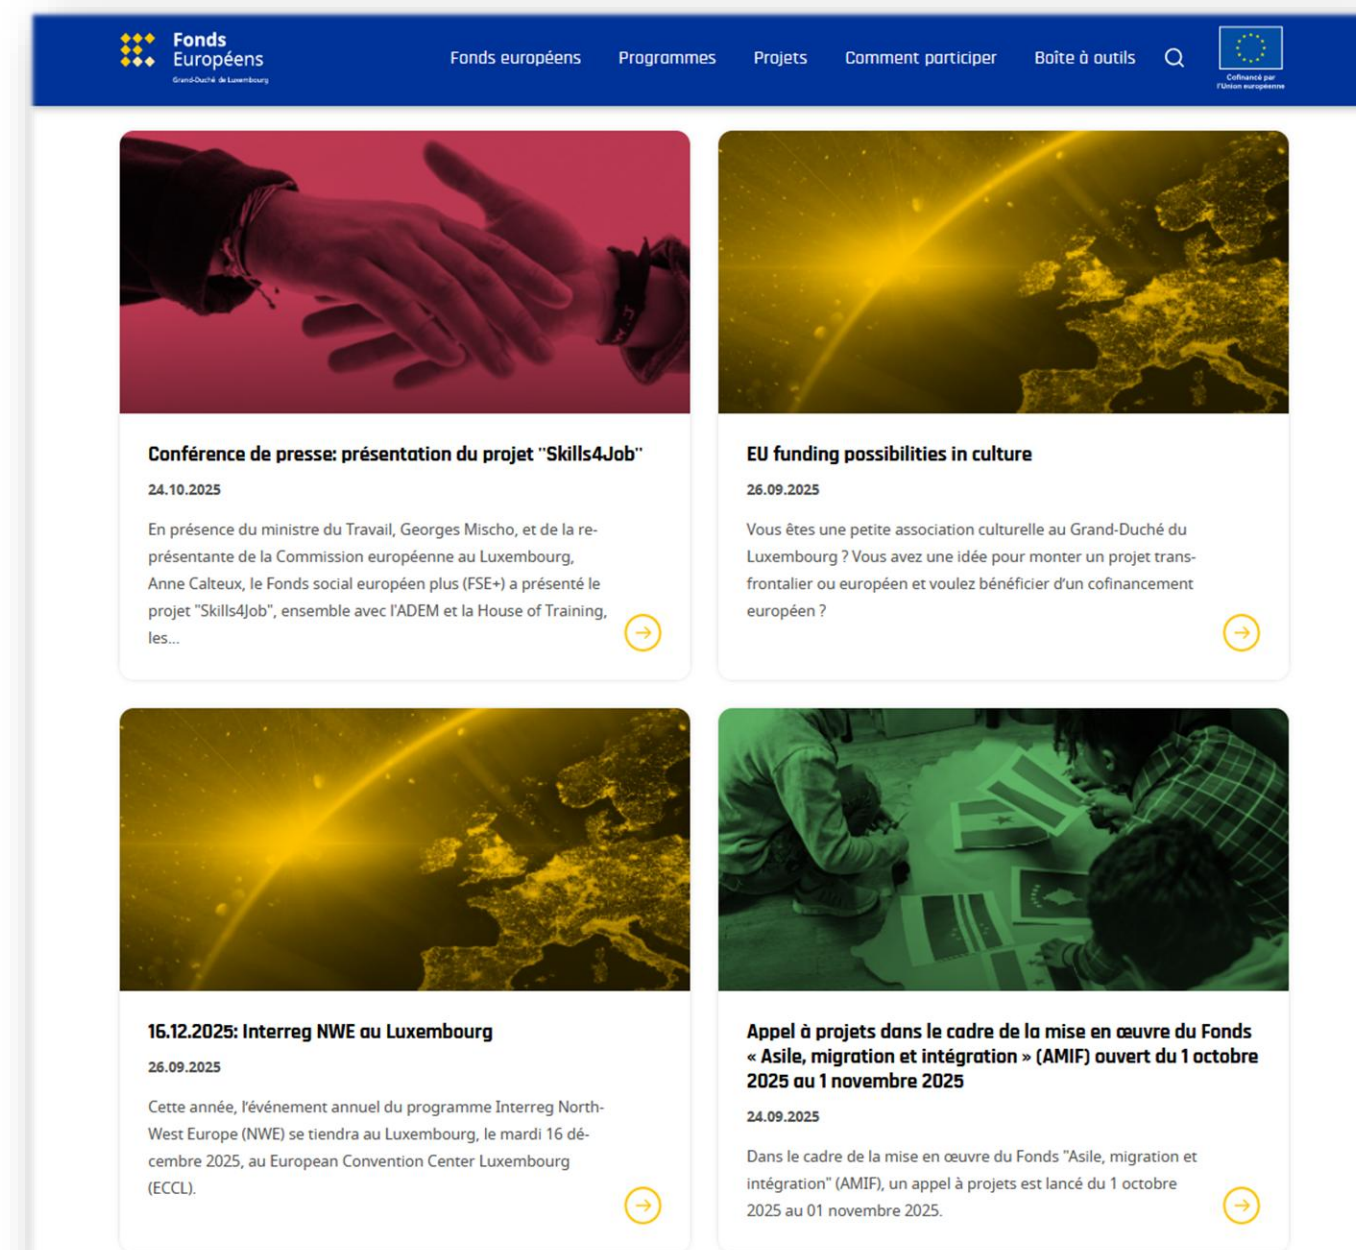 Fonds
Européens
Grand-Duché de Luxembourg
Fonds européens
Programmes
Projets
Comment participer
Boîte à outils
Cofinancé par
l'Union européenne
Conférence de presse: présentation du projet "Skills4Job"
24.10.2025
En présence du ministre du Travail, Georges Mischo, et de la re-
présentante de la Commission européenne au Luxembourg,
Anne Calteux, le Fonds social européen plus (FSE+) a présenté le
projet "Skills4Job", ensemble avec l'ADEM et la House of Training,
les...
EU funding possibilities in culture
26.09.2025
Vous êtes une petite association culturelle au Grand-Duché du
Luxembourg ? Vous avez une idée pour monter un projet trans-
frontalier ou européen et voulez bénéficier d'un cofinancement
européen ?
16.12.2025: Interreg NWE au Luxembourg
26.09.2025
Cette année, l'événement annuel du programme Interreg North-
West Europe (NWE) se tiendra au Luxembourg, le mardi 16 dé-
cembre 2025, au European Convention Center Luxembourg
(ECCL).
Appel à projets dans le cadre de la mise en œuvre du Fonds
« Asile, migration et intégration » (AMIF) ouvert du 1 octobre
2025 au 1 novembre 2025
24.09.2025
Dans le cadre de la mise en œuvre du Fonds "Asile, migration et
intégration" (AMIF), un appel à projets est lancé du 1 octobre
2025 au 01 novembre 2025.